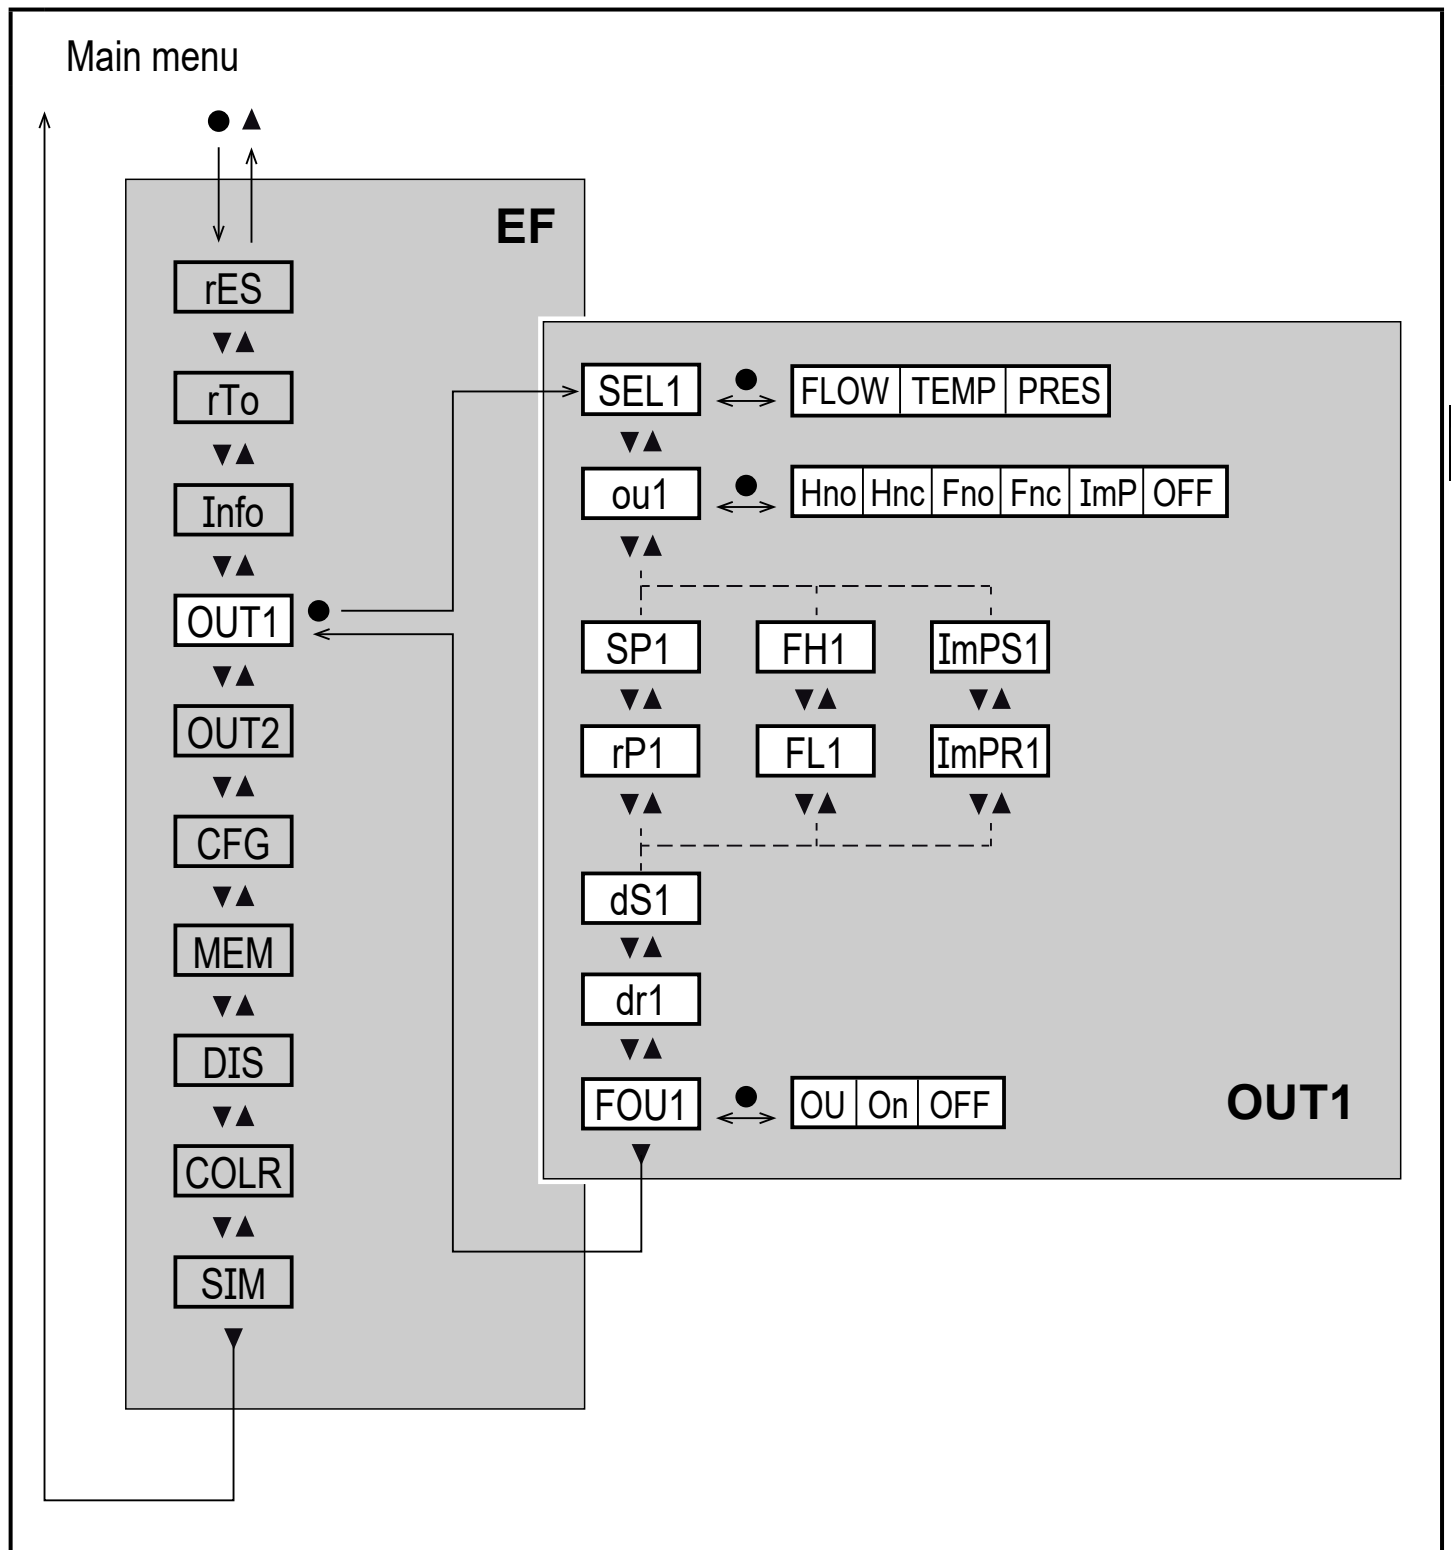 Main menu
EF
rES
rTo
Info
OUT1
OUT2
CFG
MEM
DIS
COLR
SIM
SEL1 FLOW TEMP PRES
ou1 Hno Hnc Fno Fnc ImP OFF
SP1 FH1 ImPS1
rP1 FL1 ImPR1
dS1
dr1
FOU1 OU On OFF
OUT1